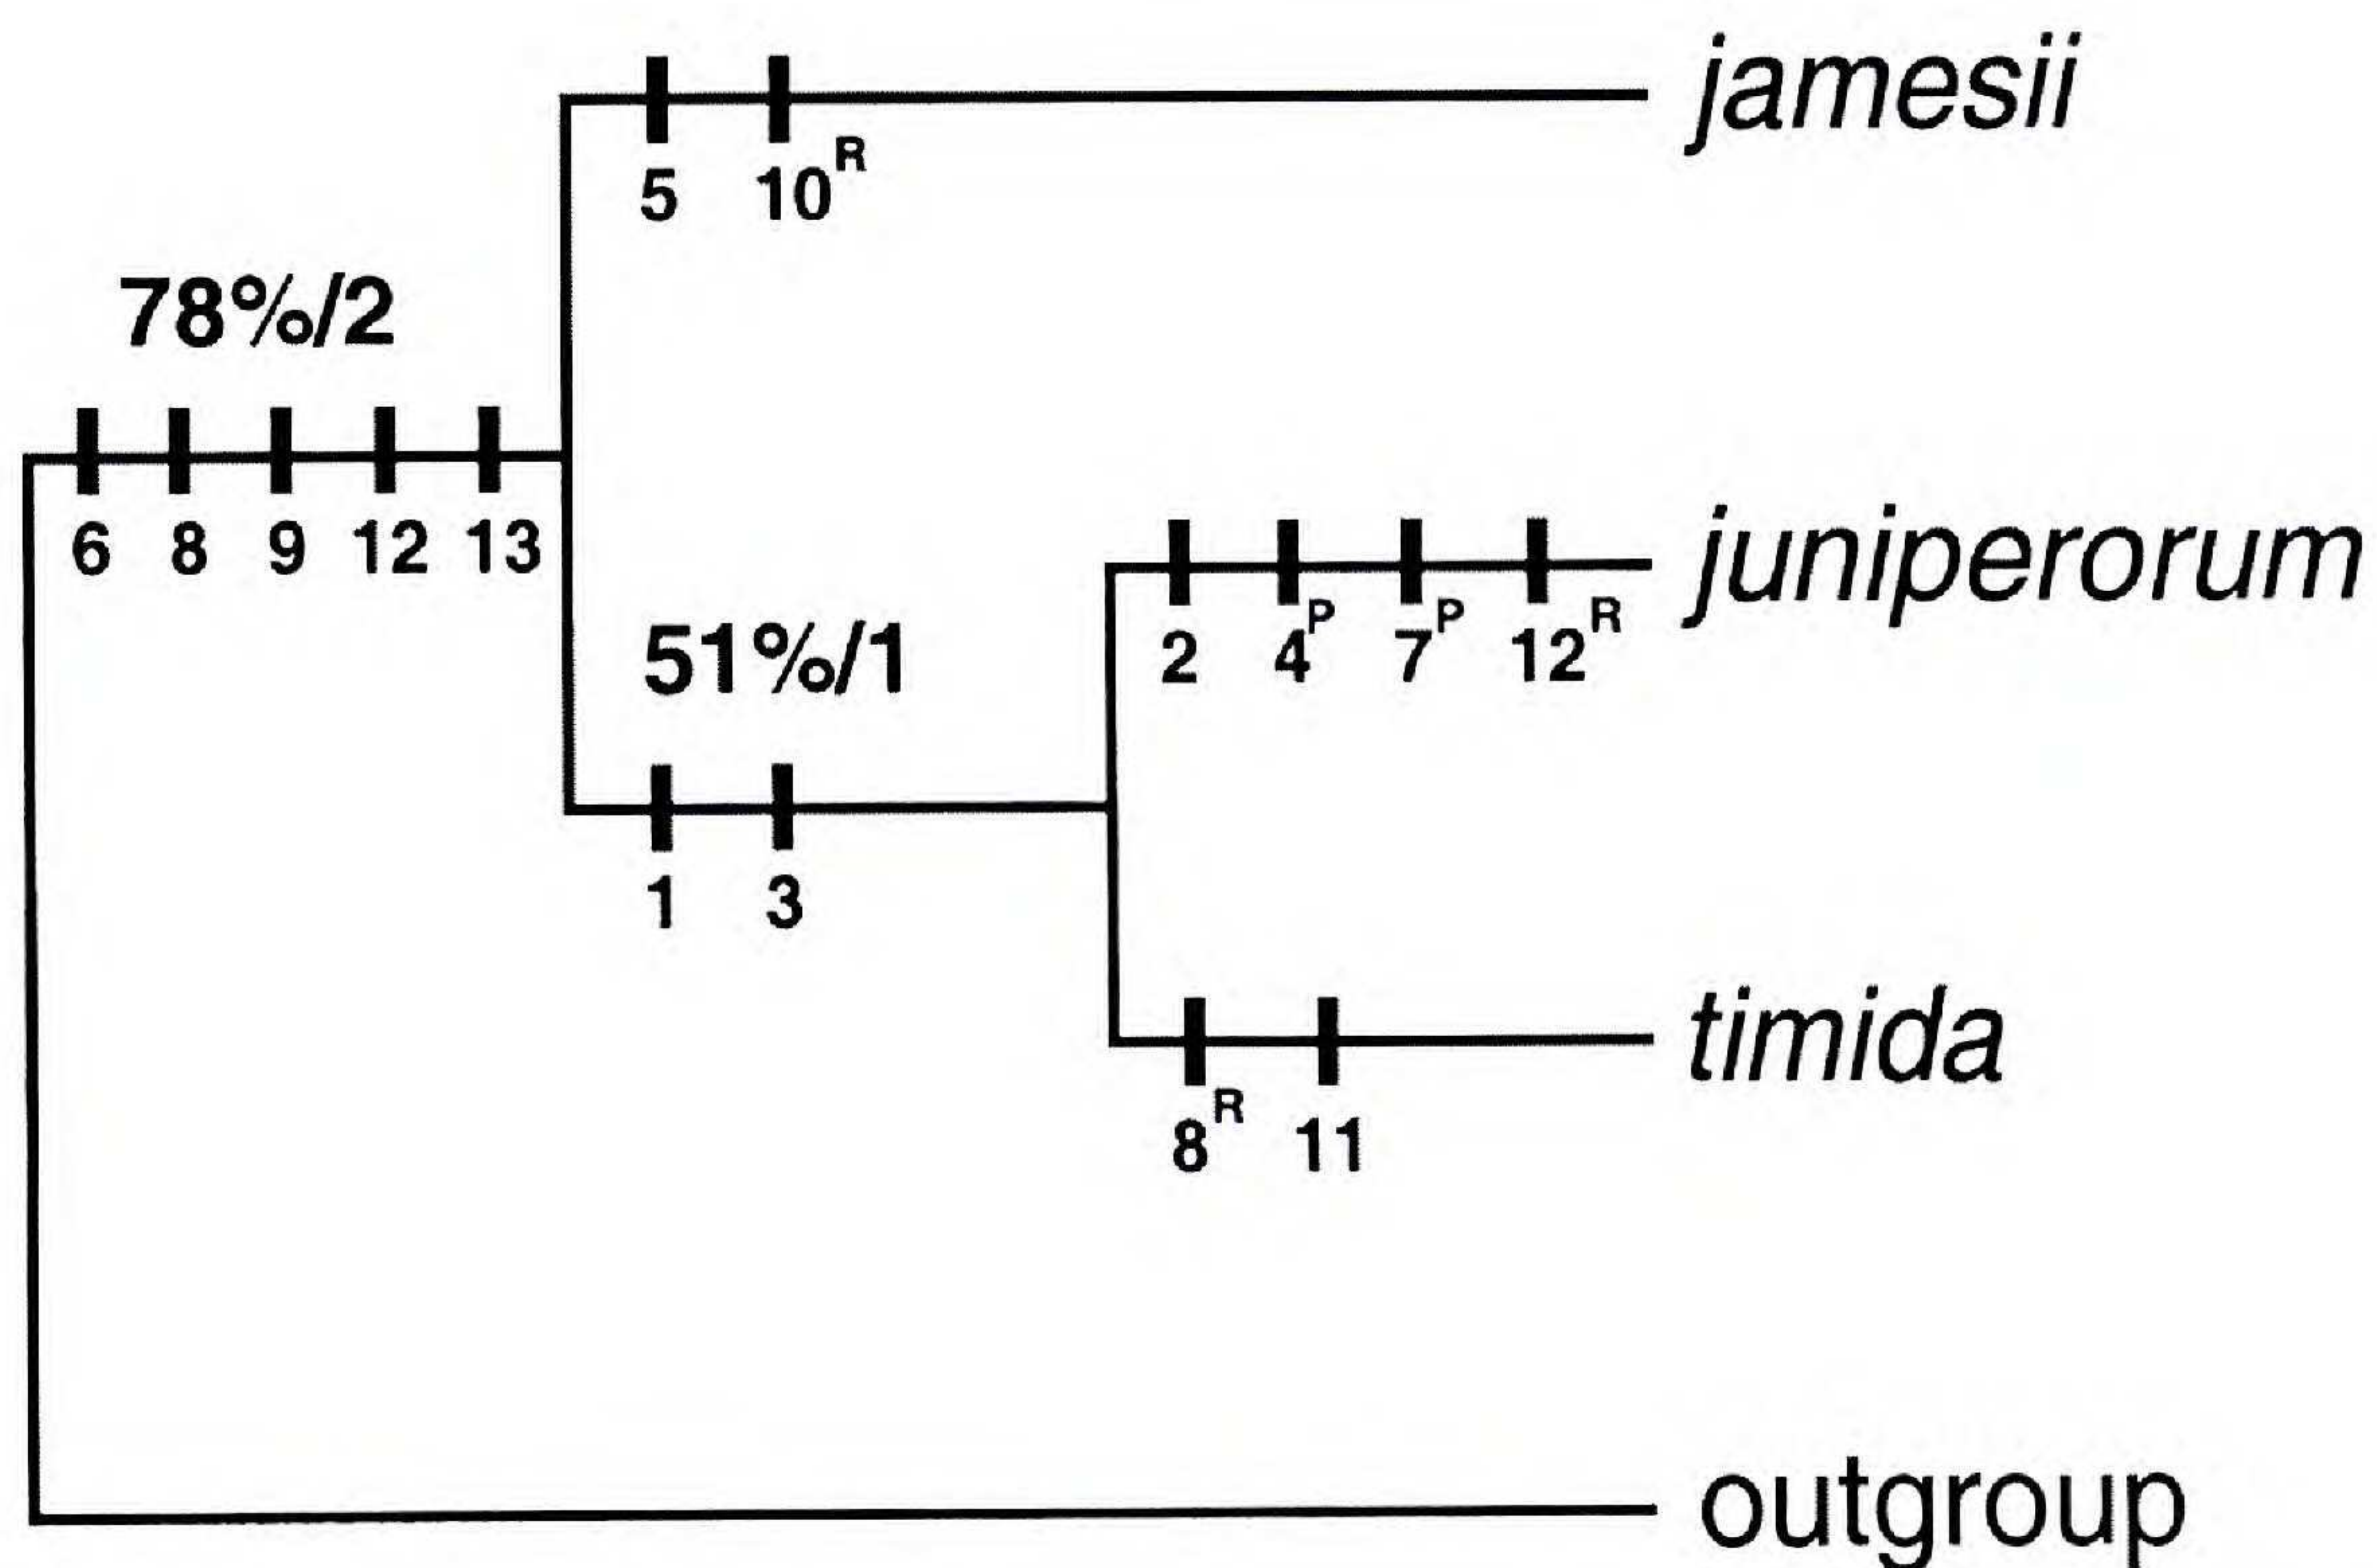 jamesii
5 10R
78%/2
6 8 9 12 13
juniperorum
2 4P 7P 12R
51%/1
1 3
timida
8R 11
outgroup